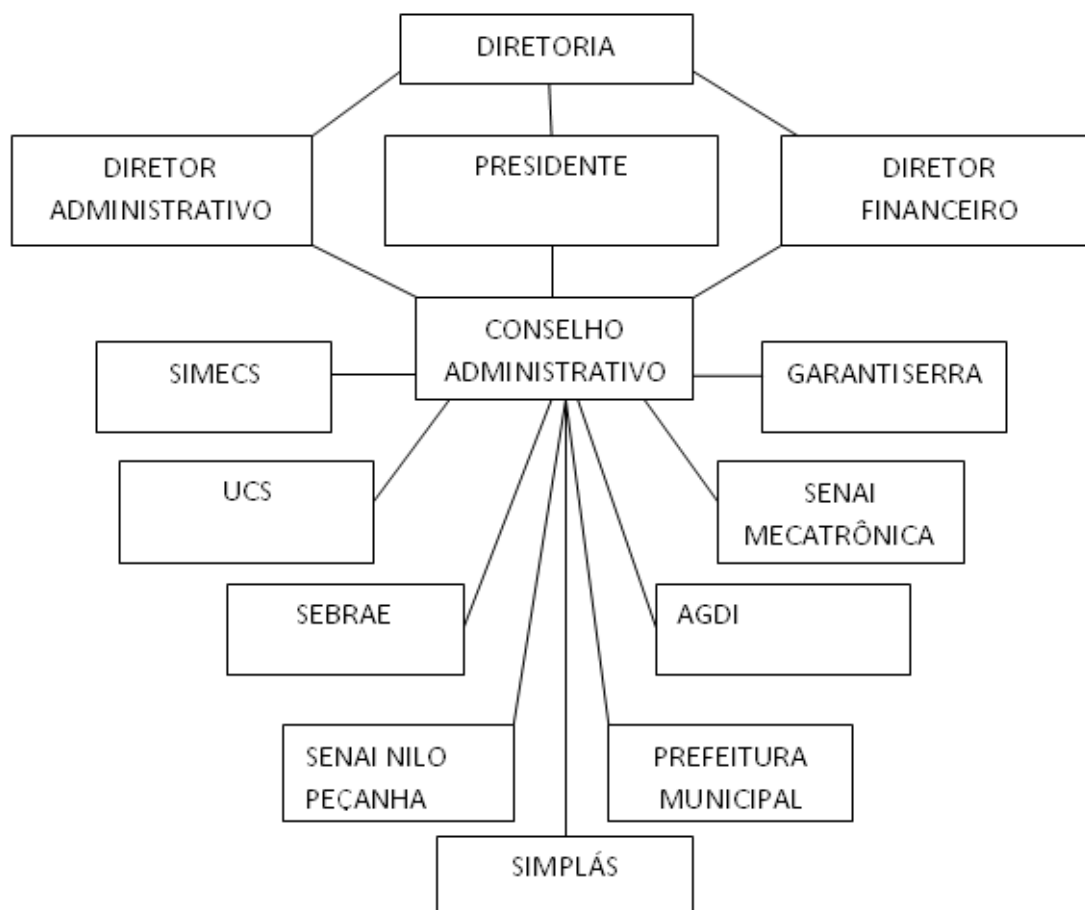 DIRETORIA
DIRETOR
ADMINISTRATIVO
PRESIDENTE
DIRETOR
FINANCEIRO
CONSELHO
ADMINISTRATIVO
SIMECS
GARANTISERRA
UCS
SENAI
MECATRÔNICA
SEBRAE
AGDI
SENAI NILO
PEÇANHA
PREFEITURA
MUNICIPAL
SIMPLÁS